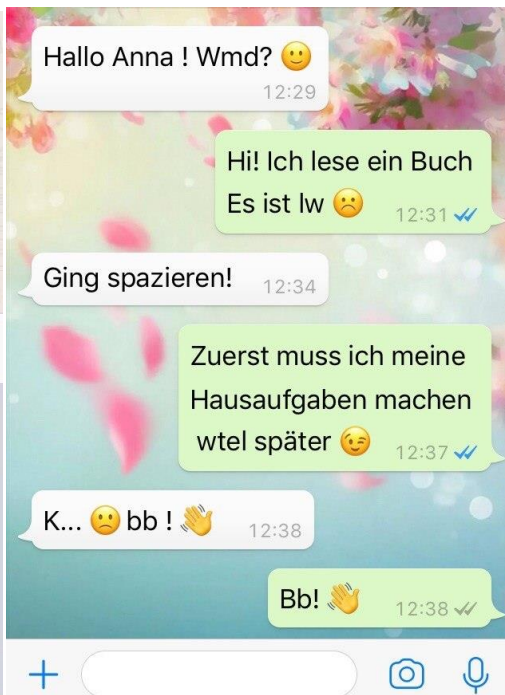 Hallo Anna ! Wmd? 🙂
12:29
Hi! Ich lese ein Buch
Es ist lw ☹️
12:31
Ging spazieren!
12:34
Zuerst muss ich meine
Hausaufgaben machen
wtel später 😉
12:37
K... 🙁 bb ! 👋
12:38
Bb! 👋
12:38